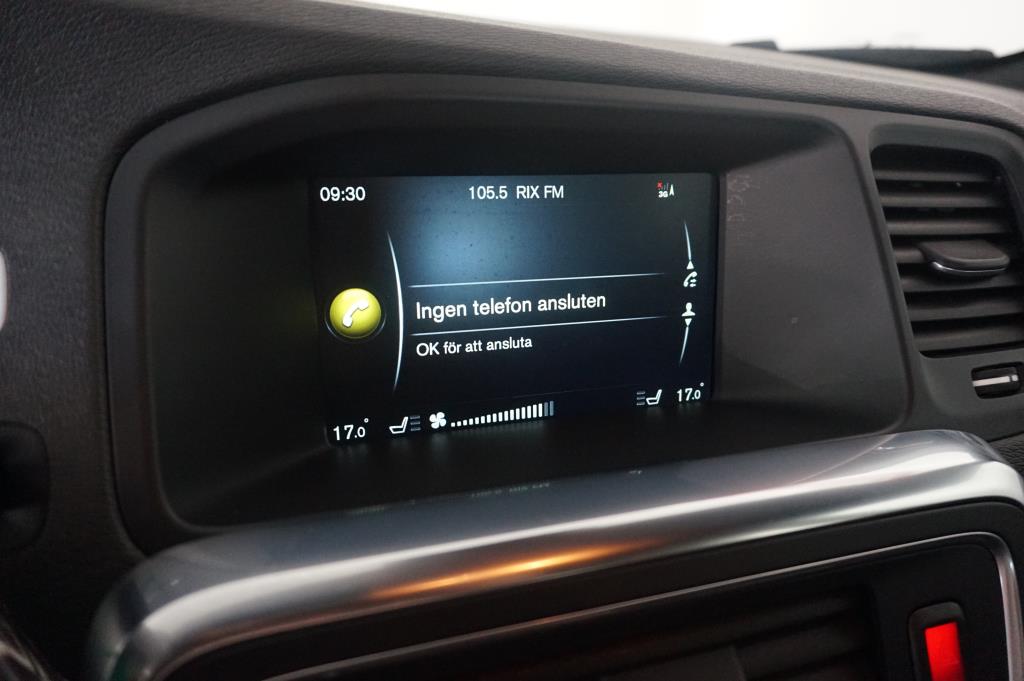 09:30 105.5 RIX FM 3G
Ingen telefon ansluten
OK för att ansluta
17.0° 17.0°